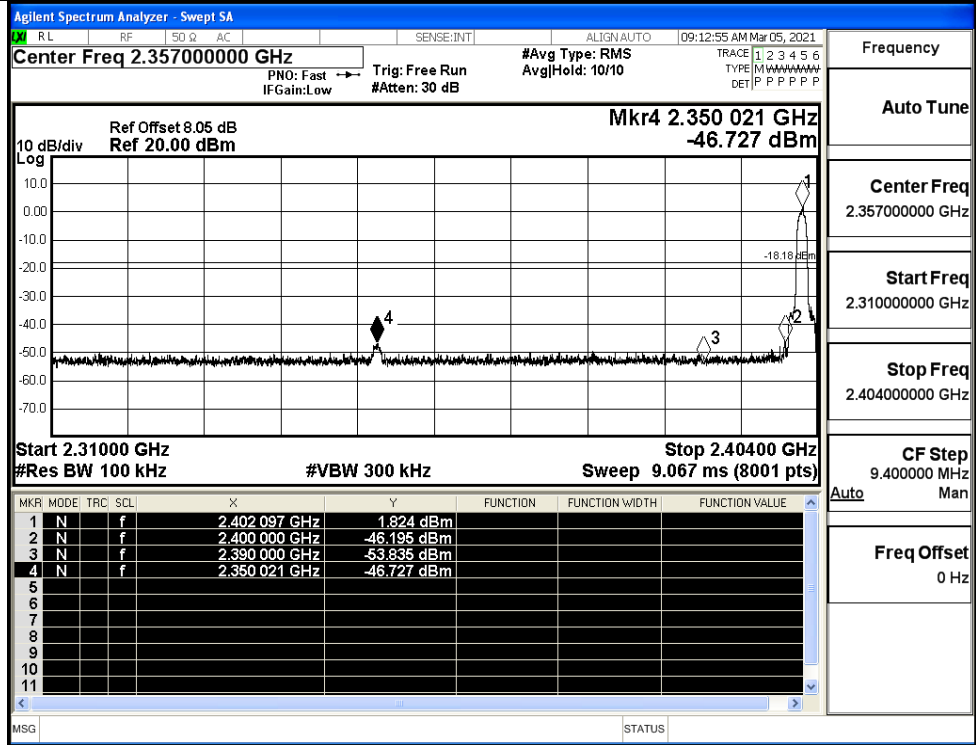 Agilent Spectrum Analyzer - Swept SA
LXI RL RF 50 Ω AC SENSE:INT ALIGN AUTO 09:12:55 AM Mar 05, 2021
Center Freq 2.357000000 GHz
PNO: Fast
IFGain:Low
Trig: Free Run
#Atten: 30 dB
#Avg Type: RMS
Avg|Hold: 10/10
TRACE 1 2 3 4 5 6
TYPE M WWWWW
DET P P P P P P
Ref Offset 8.05 dB
10 dB/div Ref 20.00 dBm
Log
Mkr4 2.350 021 GHz
-46.727 dBm
10.0
0.00
-10.0
-20.0
-30.0
-40.0
-50.0
-60.0
-70.0
1
-18.18 dBm
2
3
4
Start 2.31000 GHz Stop 2.40400 GHz
#Res BW 100 kHz #VBW 300 kHz Sweep 9.067 ms (8001 pts)
MKR MODE TRC SCL X Y FUNCTION FUNCTION WIDTH FUNCTION VALUE
1 N f 2.402 097 GHz 1.824 dBm
2 N f 2.400 000 GHz -46.195 dBm
3 N f 2.390 000 GHz -53.835 dBm
4 N f 2.350 021 GHz -46.727 dBm
5
6
7
8
9
10
11
MSG STATUS
Frequency
Auto Tune
Center Freq
2.357000000 GHz
Start Freq
2.310000000 GHz
Stop Freq
2.404000000 GHz
CF Step
9.400000 MHz
Auto Man
Freq Offset
0 Hz